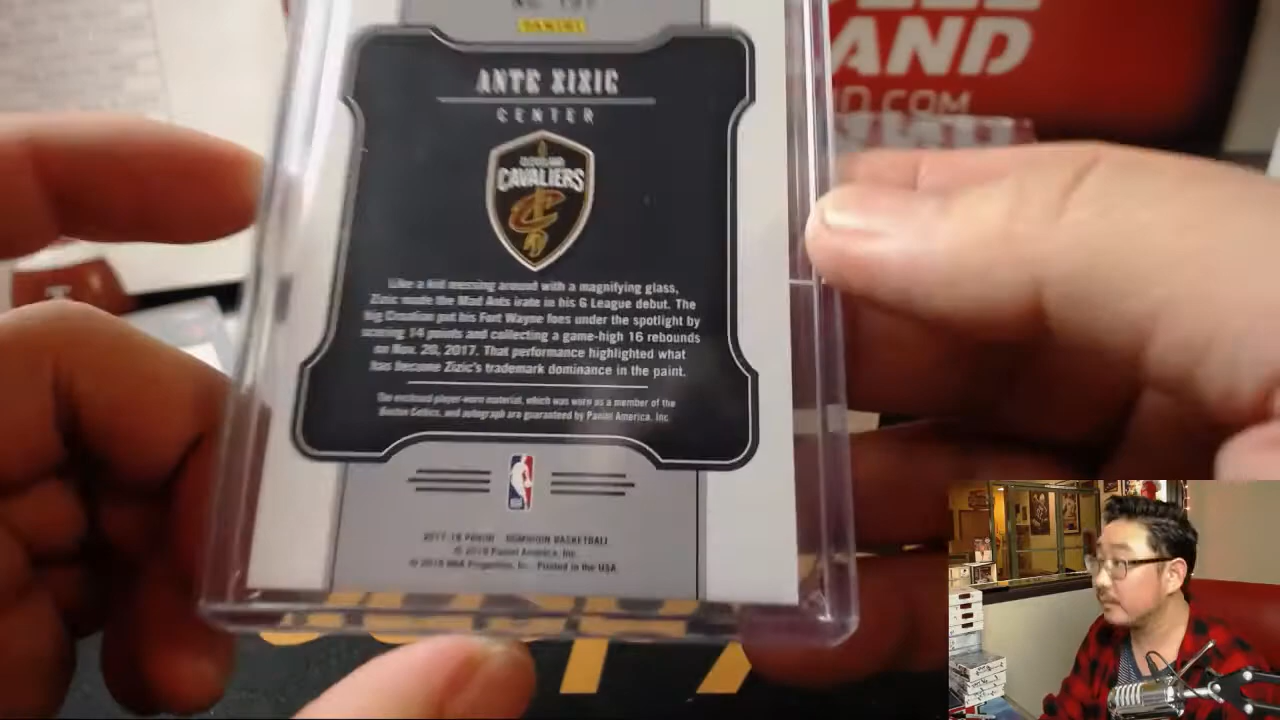 PANINI
AND
D.COM
ANTE ZIZIC
CENTER
CLEVELAND
CAVALIERS
Like a kid messing around with a magnifying glass,
Zizic made the Mad Ants irate in his G League debut. The
big Croatian put his Fort Wayne foes under the spotlight by
scoring 14 points and collecting a game-high 16 rebounds
on Nov. 20, 2017. That performance highlighted what
has become Zizic's trademark dominance in the paint.
The enclosed player-worn material, which was worn as a member of the
Boston Celtics, and autograph are guaranteed by Panini America, Inc.
2017-18 PANINI DOMINION BASKETBALL
© 2018 Panini America, Inc.
© 2018 NBA Properties, Inc. Printed in the USA.